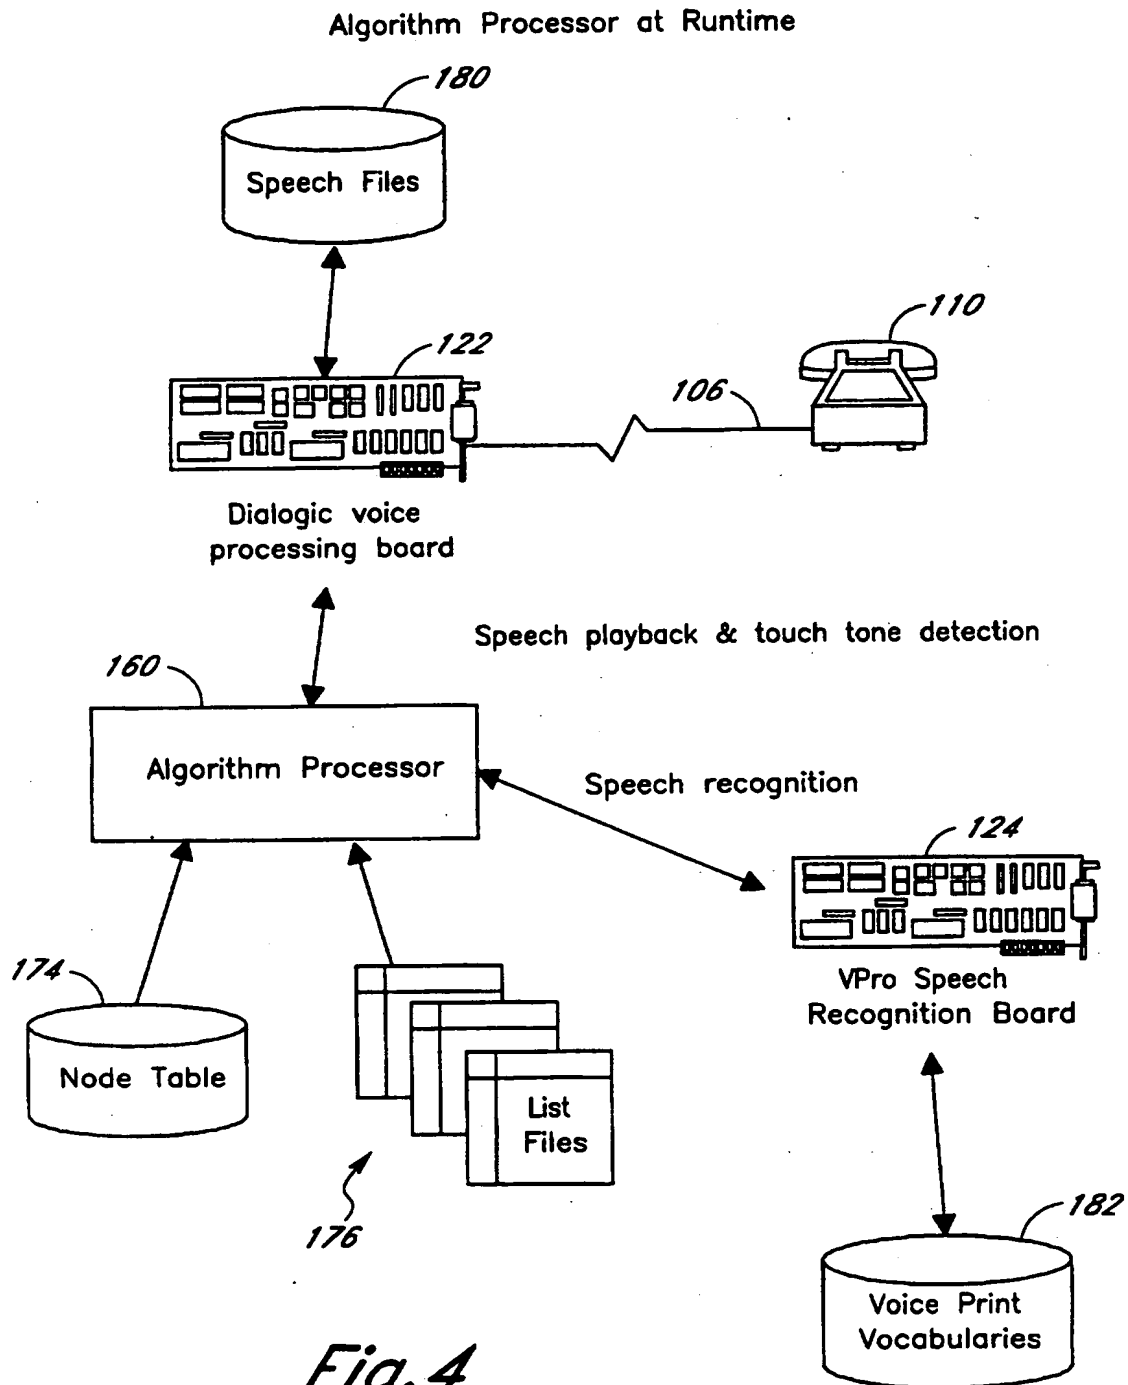 Algorithm Processor at Runtime
180
Speech Files
110
122
106
Dialogic voice
processing board
Speech playback & touch tone detection
160
Algorithm Processor
Speech recognition
124
VPro Speech
Recognition Board
174
Node Table
List
Files
176
182
Voice Print
Vocabularies
Fig. 4